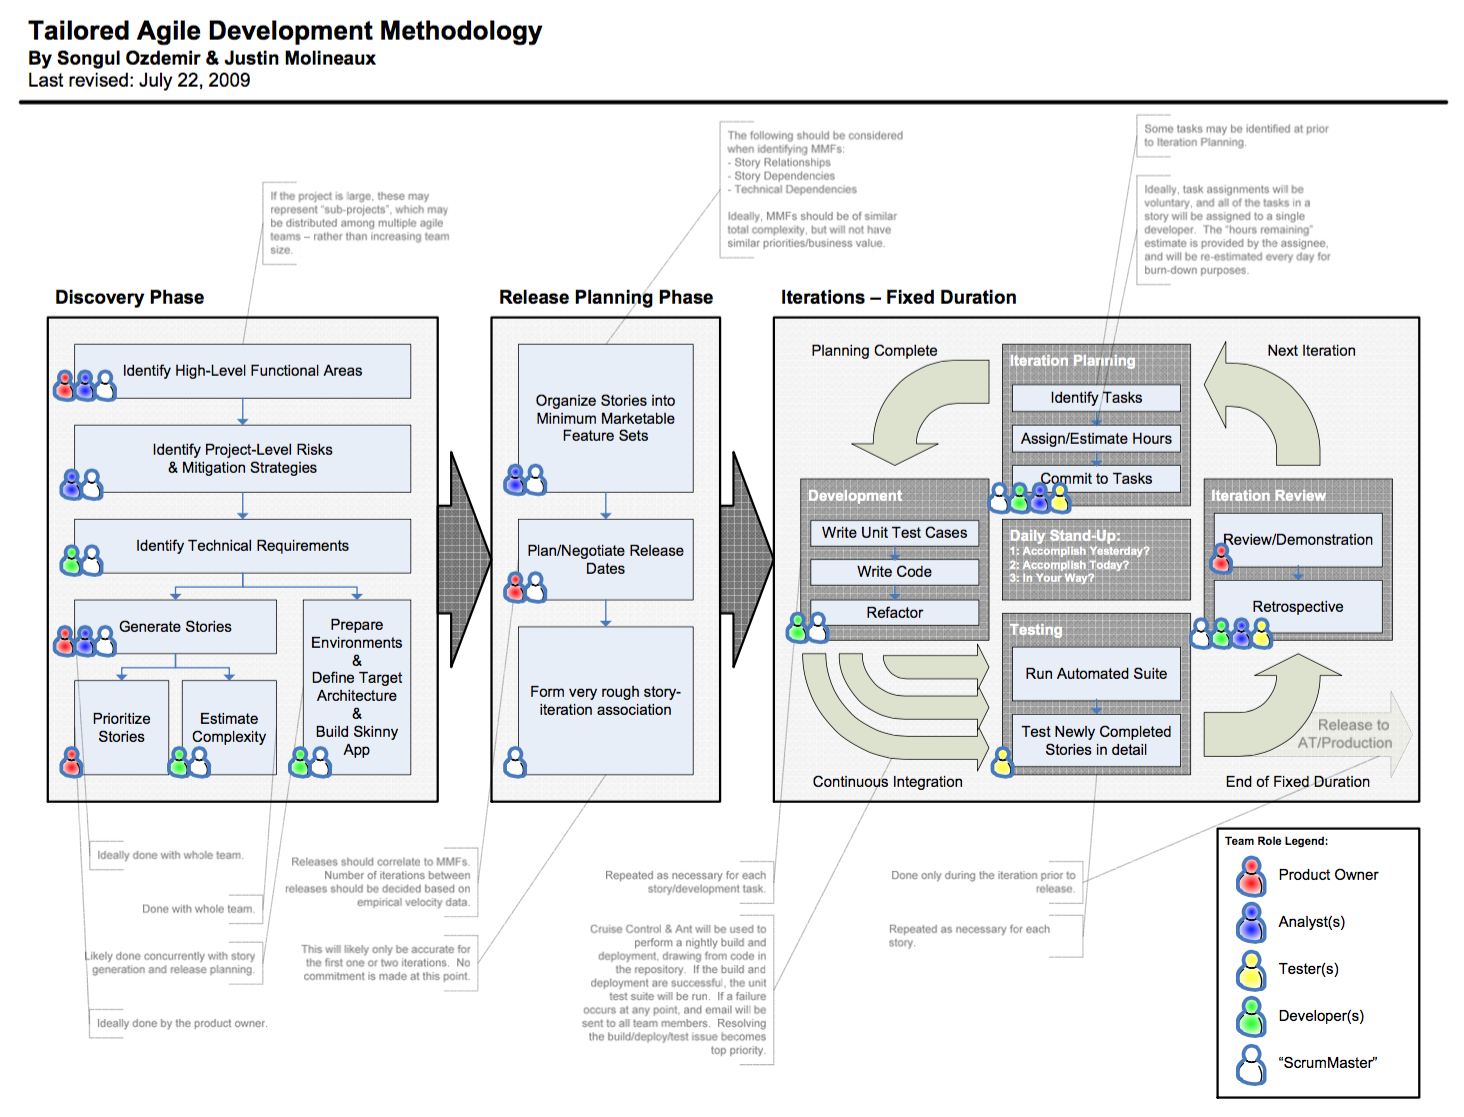 Tailored Agile Development Methodology
By Songul Ozdemir & Justin Molineaux
Last revised: July 22, 2009
If the project is large, these may
represent “sub-projects”, which may
be distributed among multiple agile
teams – rather than increasing team
size.
The following should be considered
when identifying MMFs:
- Story Relationships
- Story Dependencies
- Technical Dependencies
Ideally, MMFs should be of similar
total complexity, but will not have
similar priorities/business value.
Some tasks may be identified at prior
to Iteration Planning.
Ideally, task assignments will be
voluntary, and all of the tasks in a
story will be assigned to a single
developer. The “hours remaining”
estimate is provided by the assignee,
and will be re-estimated every day for
burn-down purposes.
Discovery Phase
Identify High-Level Functional Areas
Identify Project-Level Risks
& Mitigation Strategies
Identify Technical Requirements
Generate Stories
Prioritize
Stories
Estimate
Complexity
Prepare
Environments
&
Define Target
Architecture
&
Build Skinny
App
Release Planning Phase
Organize Stories into
Minimum Marketable
Feature Sets
Plan/Negotiate Release
Dates
Form very rough story-
iteration association
Iterations – Fixed Duration
Planning Complete
Iteration Planning
Identify Tasks
Assign/Estimate Hours
Commit to Tasks
Next Iteration
Development
Write Unit Test Cases
Write Code
Refactor
Daily Stand-Up:
1: Accomplish Yesterday?
2: Accomplish Today?
3: In Your Way?
Iteration Review
Review/Demonstration
Retrospective
Testing
Run Automated Suite
Test Newly Completed
Stories in detail
Continuous Integration
Release to
AT/Production
End of Fixed Duration
Ideally done with whole team.
Done with whole team.
Likely done concurrently with story
generation and release planning.
Ideally done by the product owner.
Releases should correlate to MMFs.
Number of iterations between
releases should be decided based on
empirical velocity data.
This will likely only be accurate for
the first one or two iterations. No
commitment is made at this point.
Repeated as necessary for each
story/development task.
Cruise Control & Ant will be used to
perform a nightly build and
deployment, drawing from code in
the repository. If the build and
deployment are successful, the unit
test suite will be run. If a failure
occurs at any point, and email will be
sent to all team members. Resolving
the build/deploy/test issue becomes
top priority.
Done only during the iteration prior to
release.
Repeated as necessary for each
story.
Team Role Legend:
Product Owner
Analyst(s)
Tester(s)
Developer(s)
“ScrumMaster”